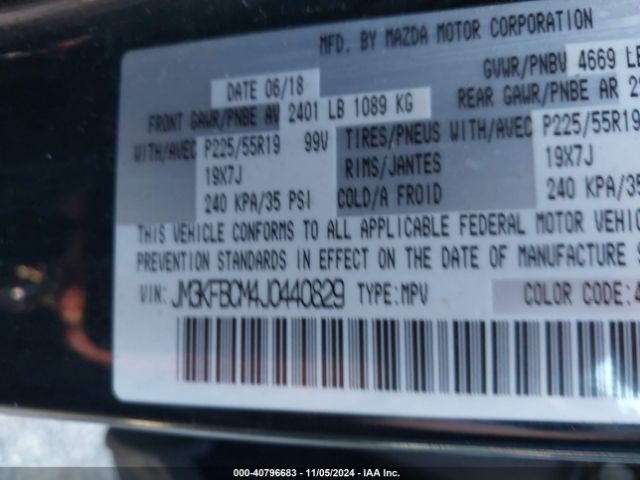 MFD. BY MAZDA MOTOR CORPORATION
DATE 06/18
GVWR/PNBV 4669 LB
FRONT GAWR/PNBE AV 2401 LB 1089 KG
REAR GAWR/PNBE AR 2
WITH/AVEC P225/55R19 99V TIRES/PNEUS WITH/AVEC P225/55R19
19X7J RIMS/JANTES 19X7J
240 KPA/35 PSI COLD/A FROID 240 KPA/35
THIS VEHICLE CONFORMS TO ALL APPLICABLE FEDERAL MOTOR VEHIC
PREVENTION STANDARDS IN EFFECT ON THE DATE OF MANUFACTURE S
VIN: JM3KFBCM4J0440829 TYPE:MPV COLOR CODE:4
000-40796683 - 11/05/2024 - IAA Inc.